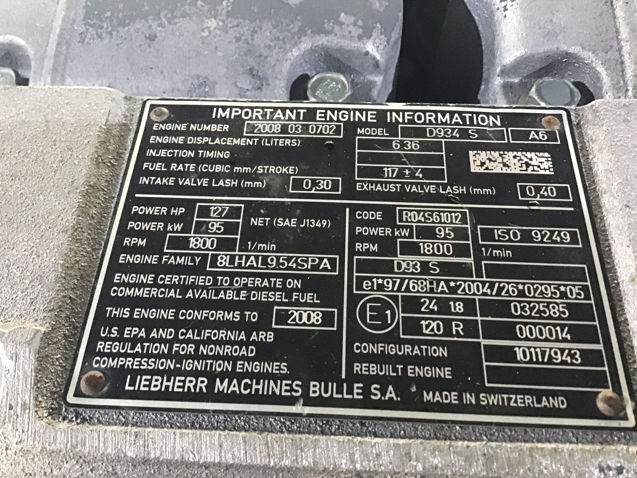 IMPORTANT ENGINE INFORMATION
ENGINE NUMBER 2008 03 0702 MODEL D934 S A6
ENGINE DISPLACEMENT (LITERS) 6.36
INJECTION TIMING
FUEL RATE (CUBIC mm/STROKE) 117 ± 4
INTAKE VALVE LASH (mm) 0,30 EXHAUST VALVE LASH (mm) 0,40
POWER HP 127
POWER kW 95 NET (SAE J1349)
RPM 1800 1/min
ENGINE FAMILY 8LHAL9.54SPA
ENGINE CERTIFIED TO OPERATE ON
COMMERCIAL AVAILABLE DIESEL FUEL
THIS ENGINE CONFORMS TO 2008
U.S. EPA AND CALIFORNIA ARB
REGULATION FOR NONROAD
COMPRESSION-IGNITION ENGINES.
CODE R04S61012
POWER kW 95 ISO 9249
RPM 1800 1/min
D93 S
e1*97/68HA*2004/26*0295*05
E1 24 1.8 032585
120 R 000014
CONFIGURATION 10117943
REBUILT ENGINE
LIEBHERR MACHINES BULLE S.A. MADE IN SWITZERLAND